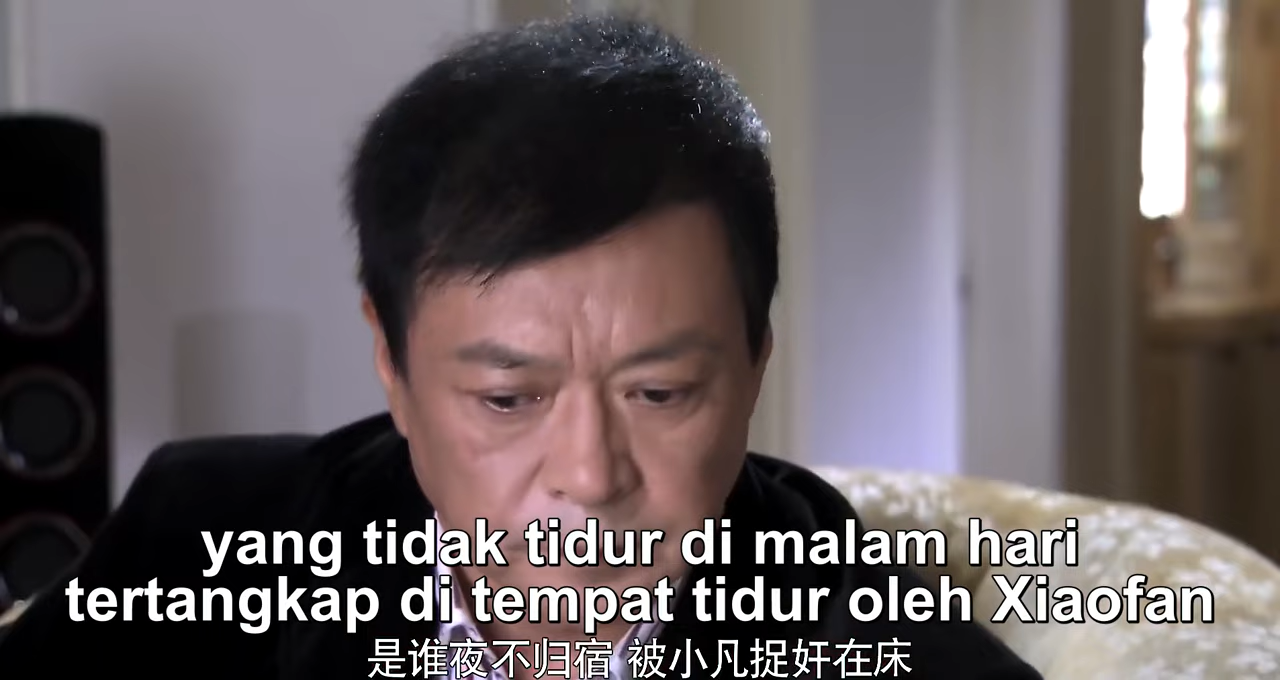 yang tidak tidur di malam hari
tertangkap di tempat tidur oleh Xiaofan
是谁夜不归宿 被小凡捉奸在床